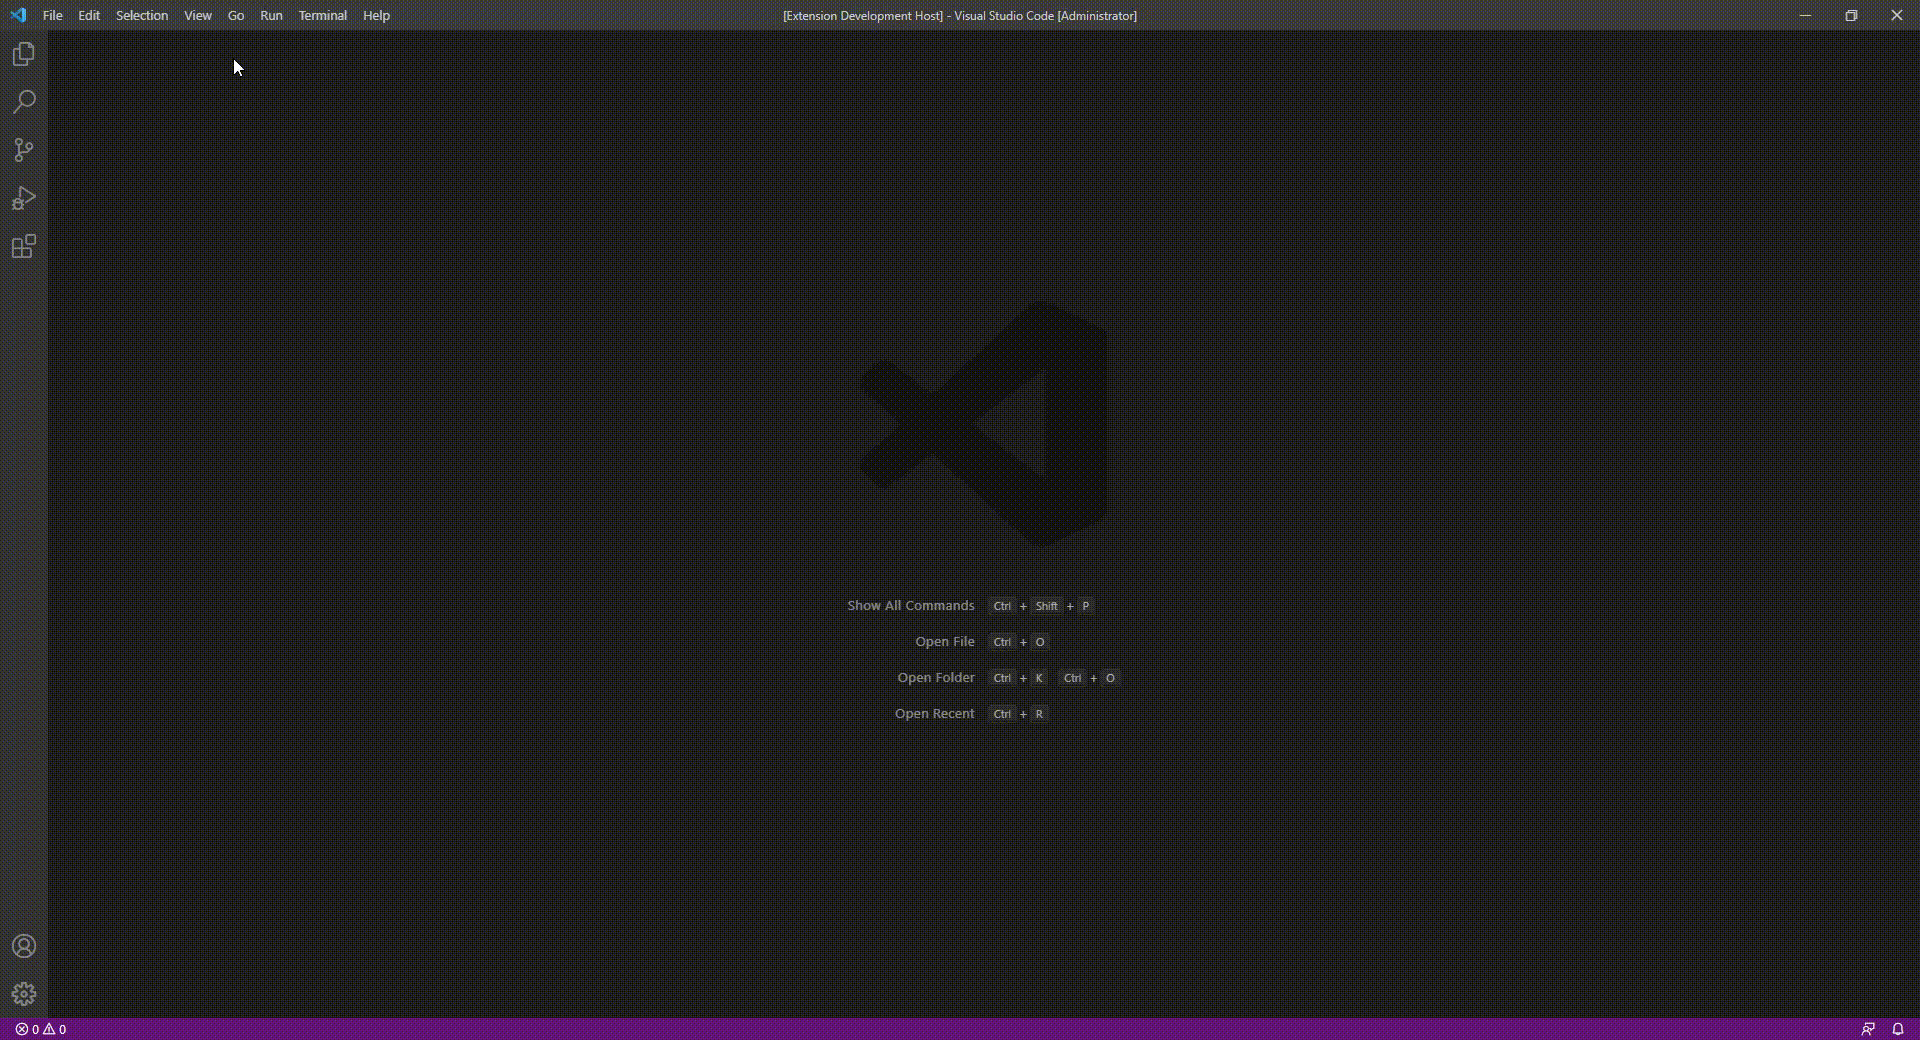 File Edit Selection View Go Run Terminal Help [Extension Development Host] - Visual Studio Code [Administrator]
Show All Commands Ctrl + Shift + P
Open File Ctrl + O
Open Folder Ctrl + K Ctrl + O
Open Recent Ctrl + R
0 0